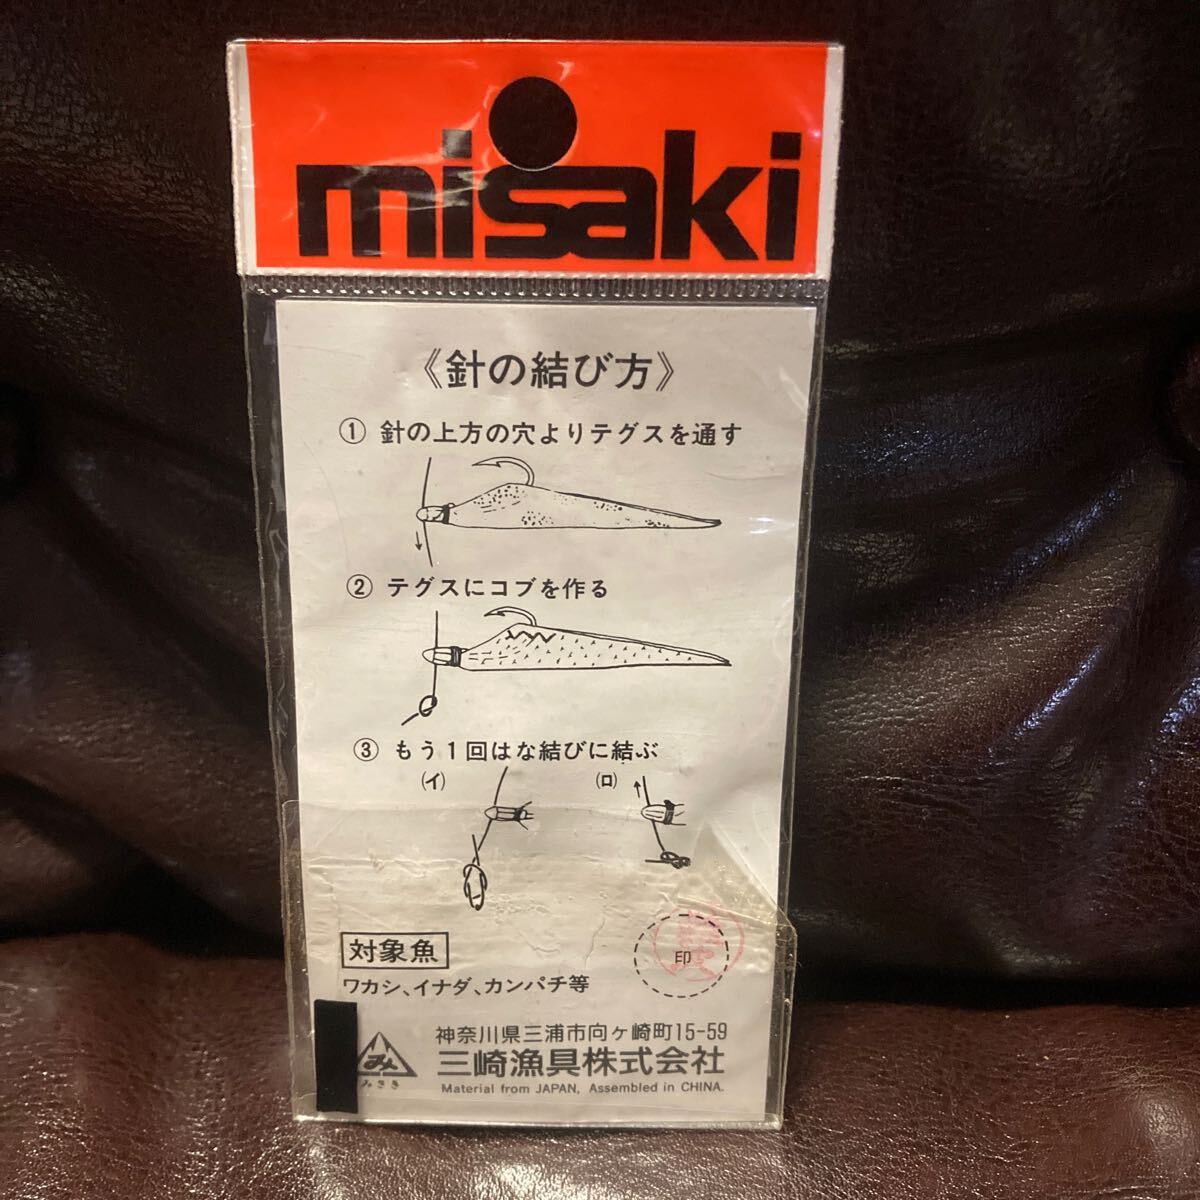 misaki
《針の結び方》
① 針の上方の穴よりテグスを通す
② テグスにコブを作る
③ もう1回はな結びに結ぶ
(イ) (ロ)
対象魚
ワカシ、イナダ、カンパチ等
印
神奈川県三浦市向ヶ崎町15-59
み
みさき
三崎漁具株式会社
Material from JAPAN, Assembled in CHINA.